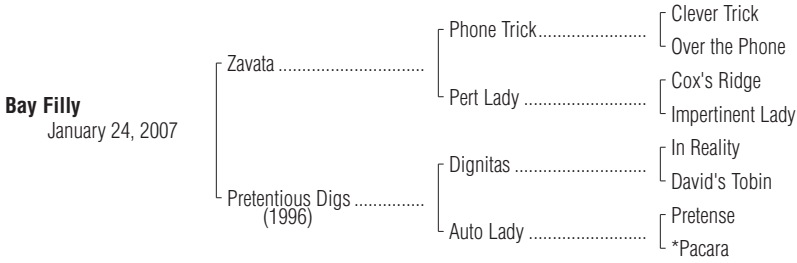 Clever Trick
Phone Trick..........................
Over the Phone
Zavata ...............................
Cox's Ridge
Pert Lady ...........................
Impertinent Lady
Bay Filly
January 24, 2007
In Reality
Dignitas .............................
David's Tobin
Pretentious Digs ...............
(1996)
Pretense
Auto Lady ..........................
*Pacara